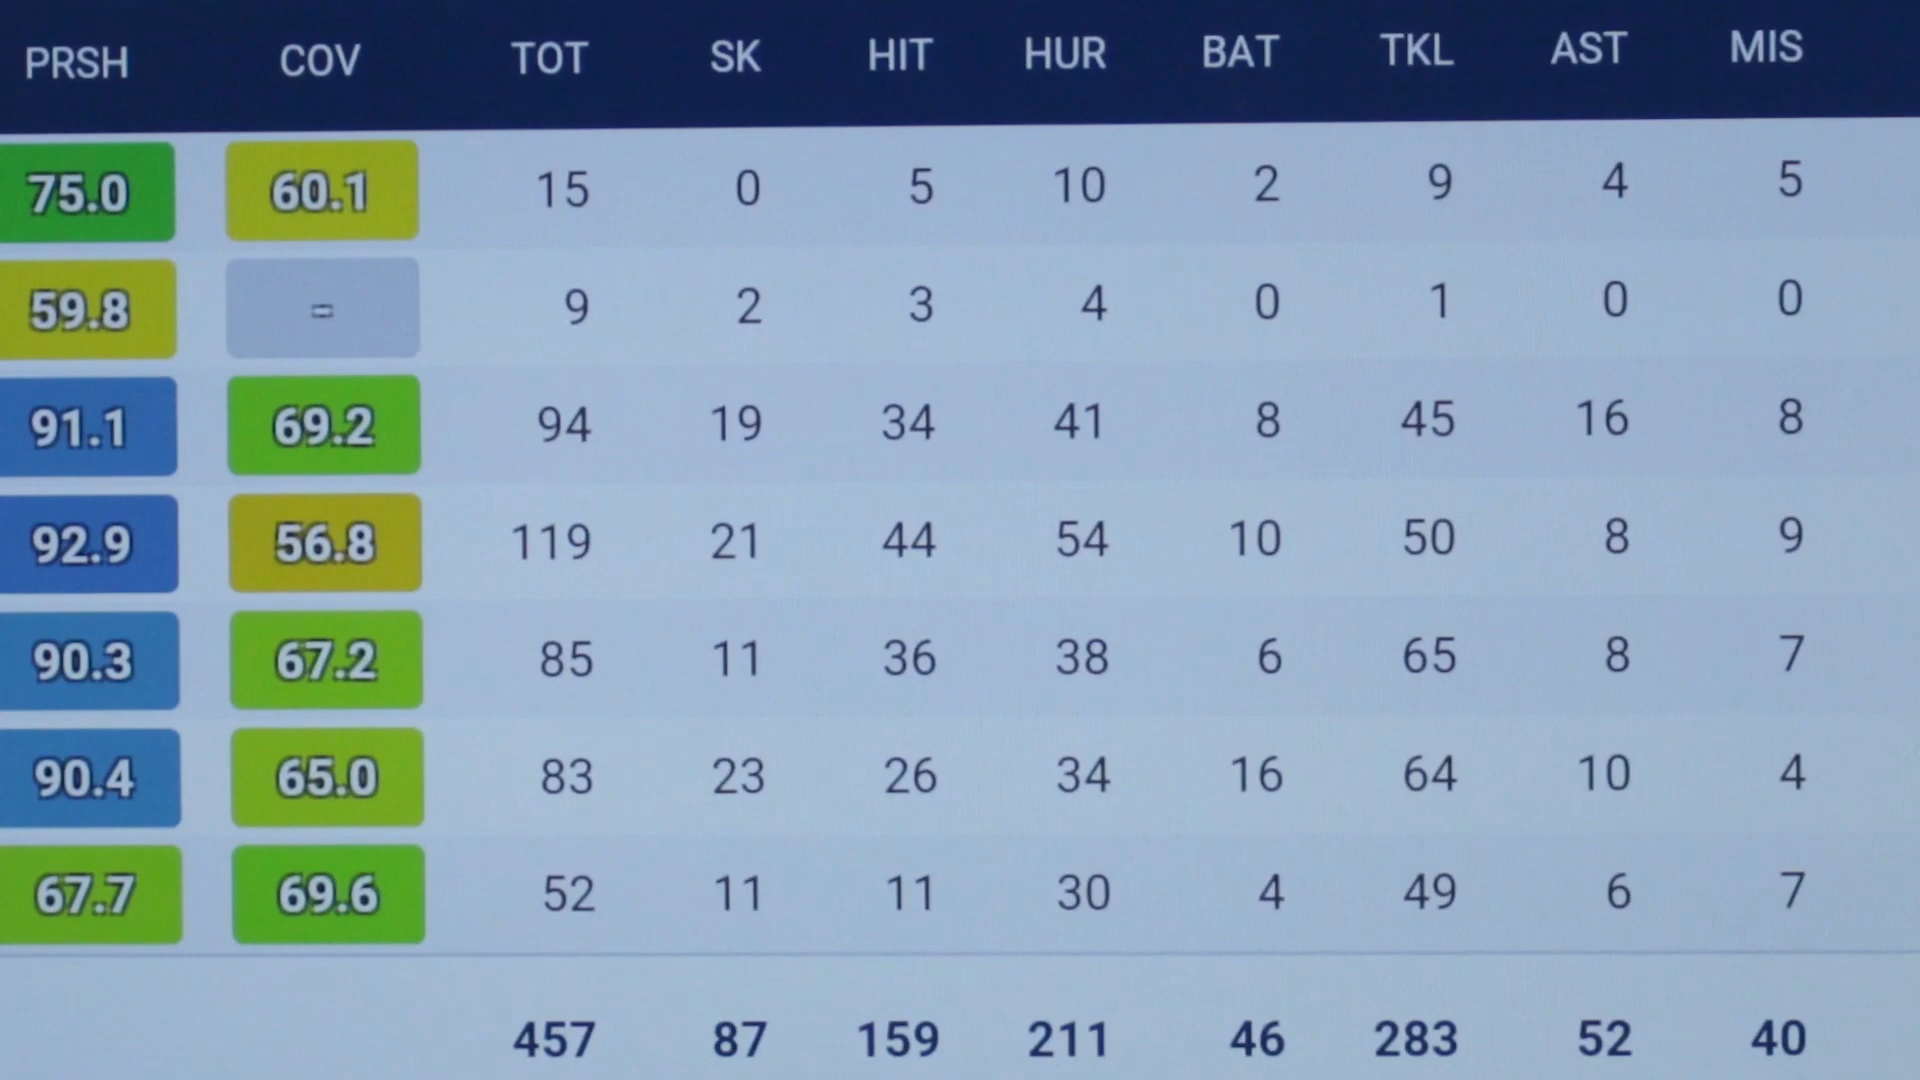 PRSH COV TOT SK HIT HUR BAT TKL AST MIS
75.0 60.1 15 0 5 10 2 9 4 5
59.8 - 9 2 3 4 0 1 0 0
91.1 69.2 94 19 34 41 8 45 16 8
92.9 56.8 119 21 44 54 10 50 8 9
90.3 67.2 85 11 36 38 6 65 8 7
90.4 65.0 83 23 26 34 16 64 10 4
67.7 69.6 52 11 11 30 4 49 6 7
457 87 159 211 46 283 52 40